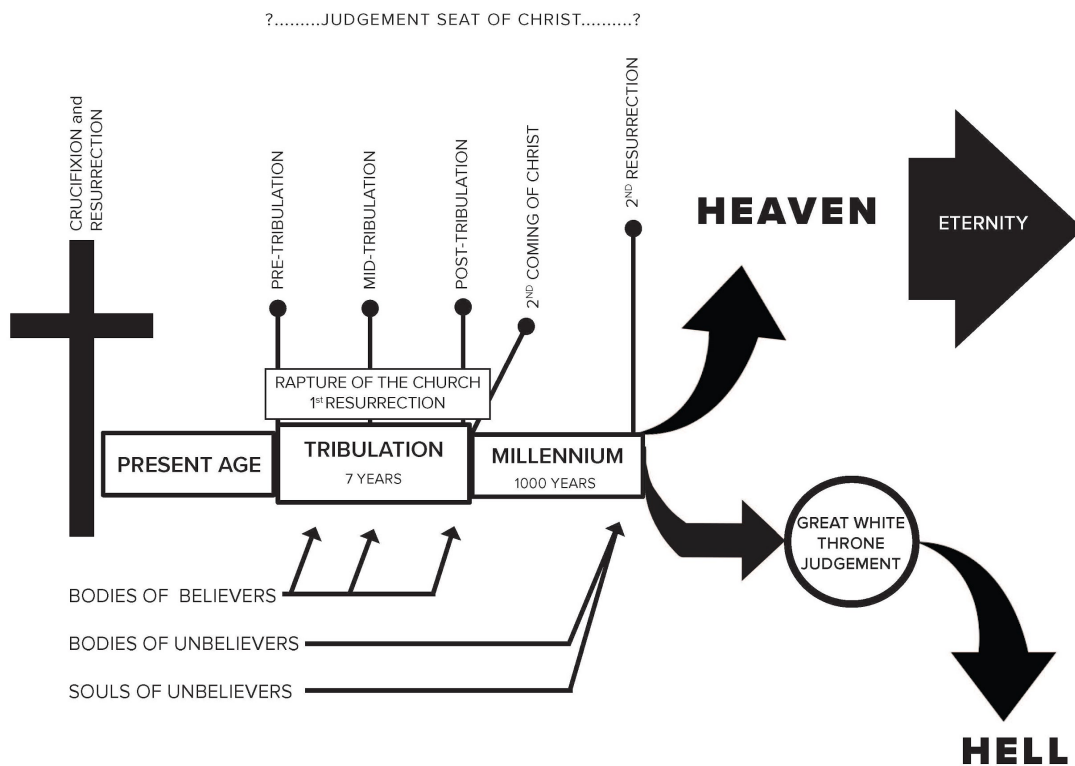 ?.........JUDGEMENT SEAT OF CHRIST..........?
CRUCIFIXION and
RESURRECTION
PRE-TRIBULATION
MID-TRIBULATION
POST-TRIBULATION
2ND COMING OF CHRIST
2ND RESURRECTION
HEAVEN
ETERNITY
RAPTURE OF THE CHURCH
1st RESURRECTION
PRESENT AGE
TRIBULATION
7 YEARS
MILLENNIUM
1000 YEARS
GREAT WHITE
THRONE
JUDGEMENT
BODIES OF BELIEVERS
BODIES OF UNBELIEVERS
SOULS OF UNBELIEVERS
HELL